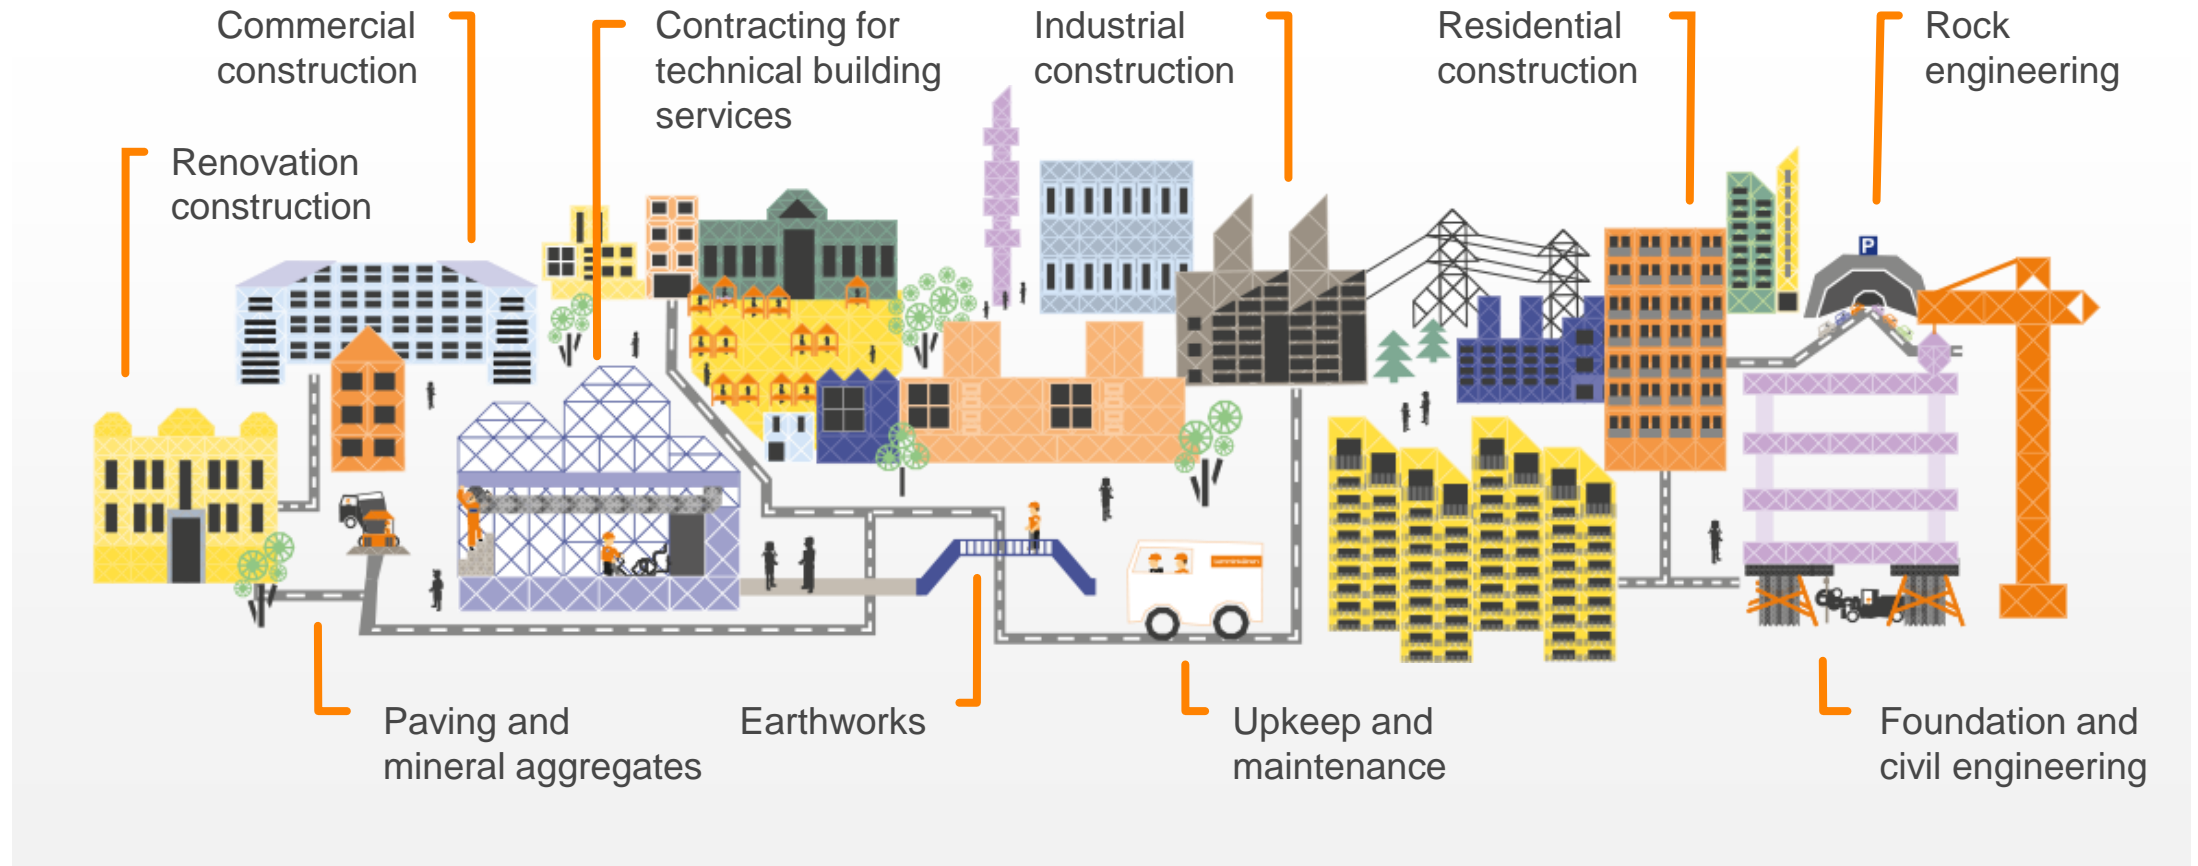 Commercial
construction
Contracting for
technical building
services
Industrial
construction
Residential
construction
Rock
engineering
Renovation
construction
P
Paving and
mineral aggregates
Earthworks
Upkeep and
maintenance
Foundation and
civil engineering